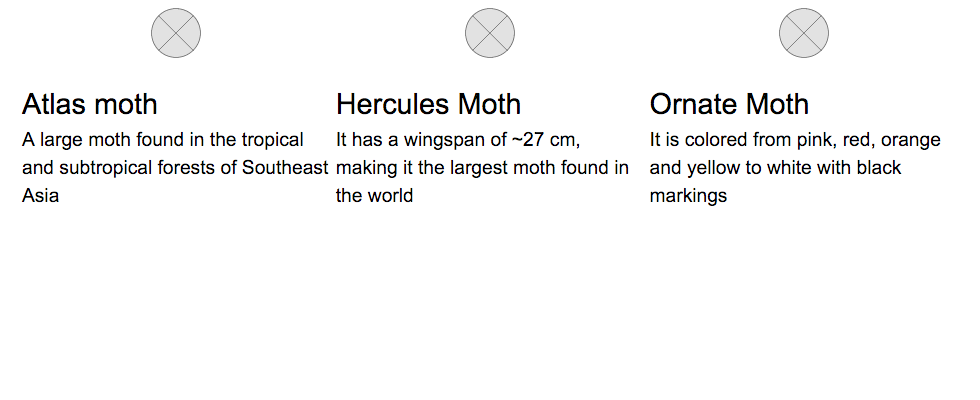 Atlas moth
A large moth found in the tropical
and subtropical forests of Southeast
Asia
Hercules Moth
It has a wingspan of ~27 cm,
making it the largest moth found in
the world
Ornate Moth
It is colored from pink, red, orange
and yellow to white with black
markings